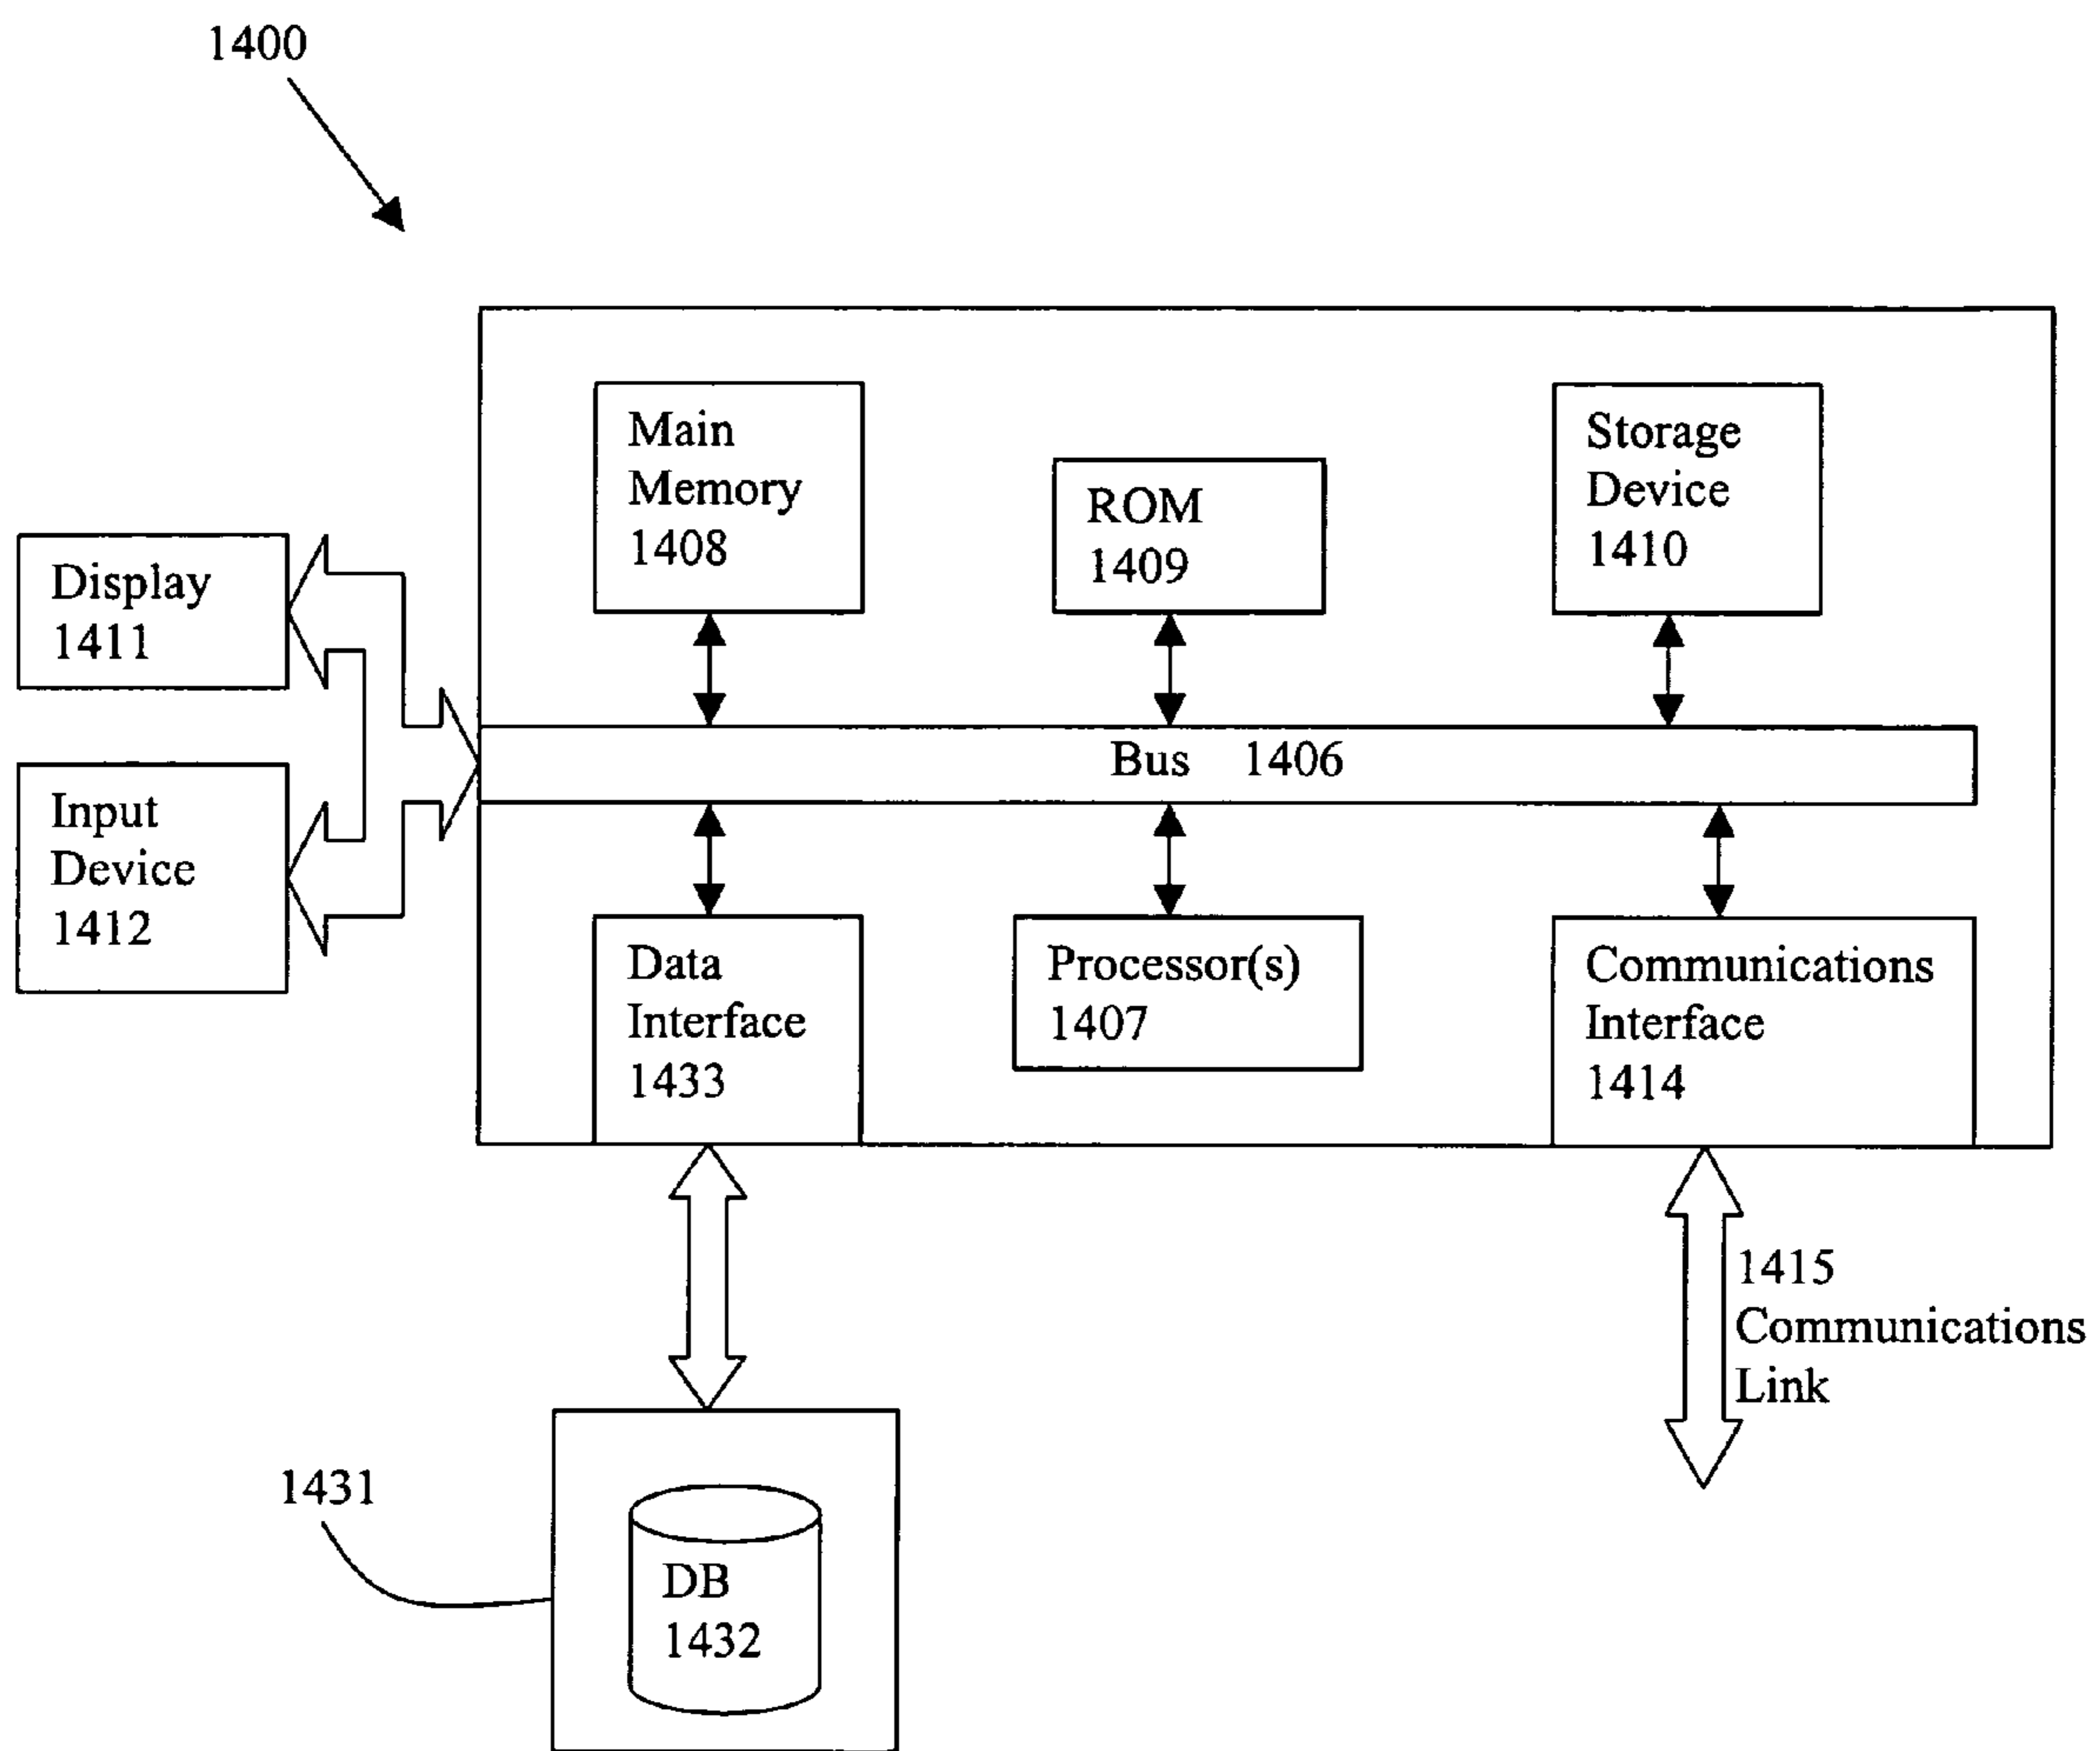 1400
Main
Memory
1408
ROM
1409
Storage
Device
1410
Display
1411
Bus 1406
Input
Device
1412
Data
Interface
1433
Processor(s)
1407
Communications
Interface
1414
1415
Communications
Link
1431
DB
1432